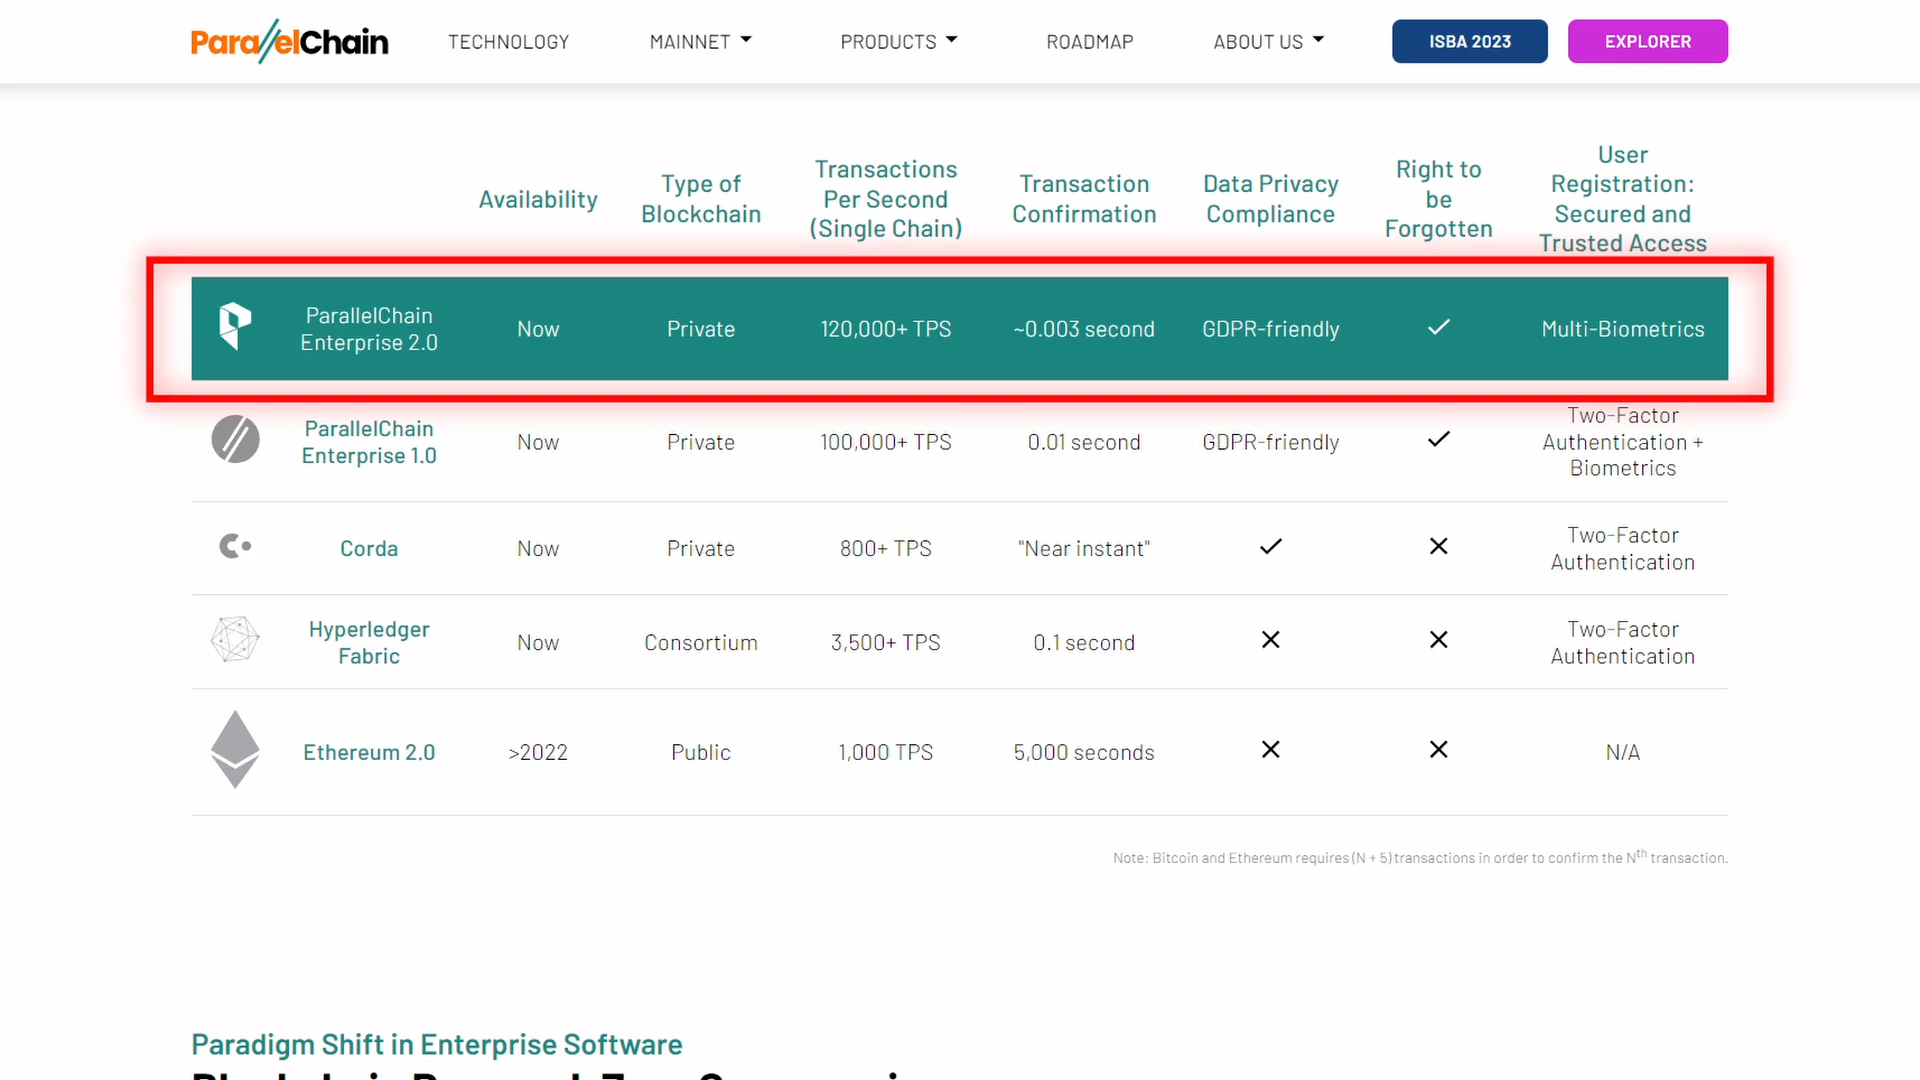 ParallelChain TECHNOLOGY MAINNET PRODUCTS ROADMAP ABOUT US ISBA 2023 EXPLORER
Availability
Type of
Blockchain
Transactions
Per Second
(Single Chain)
Transaction
Confirmation
Data Privacy
Compliance
Right to
be
Forgotten
User
Registration:
Secured and
Trusted Access
ParallelChain
Enterprise 2.0
Now
Private
120,000+ TPS
~0.003 second
GDPR-friendly
Multi-Biometrics
ParallelChain
Enterprise 1.0
Now
Private
100,000+ TPS
0.01 second
GDPR-friendly
Two-Factor
Authentication +
Biometrics
Corda
Now
Private
800+ TPS
"Near instant"
Two-Factor
Authentication
Hyperledger
Fabric
Now
Consortium
3,500+ TPS
0.1 second
Two-Factor
Authentication
Ethereum 2.0
>2022
Public
1,000 TPS
5,000 seconds
N/A
Note: Bitcoin and Ethereum requires (N + 5) transactions in order to confirm the Nth transaction.
Paradigm Shift in Enterprise Software